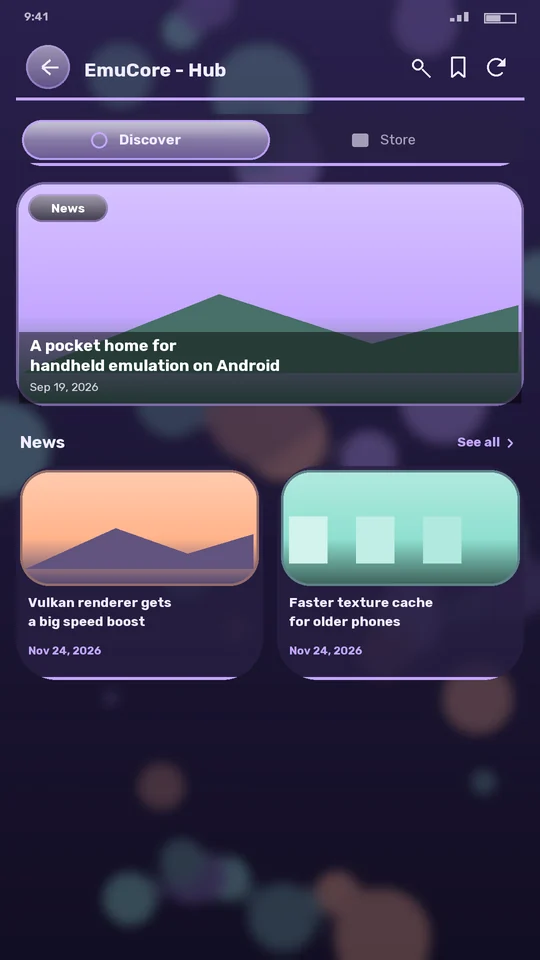 9:41
EmuCore - Hub
Discover
Store
News
A pocket home for
handheld emulation on Android
Sep 19, 2026
News
See all
Vulkan renderer gets
a big speed boost
Nov 24, 2026
Faster texture cache
for older phones
Nov 24, 2026